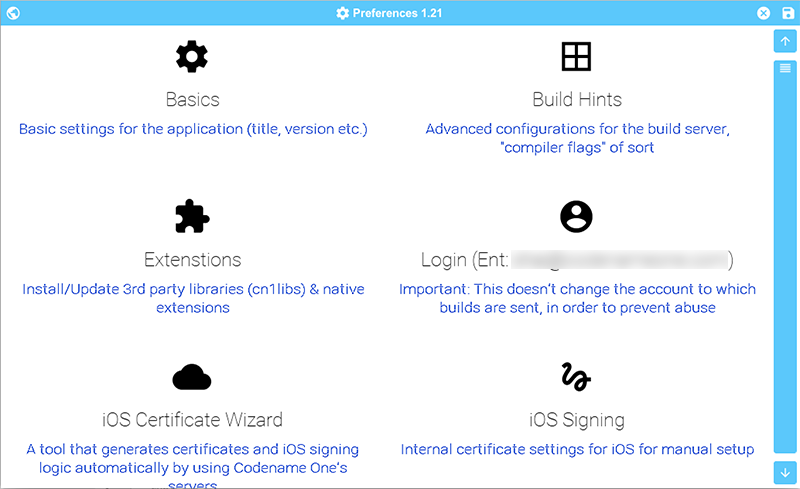 Preferences 1.21
Basics
Basic settings for the application (title, version etc.)
Build Hints
Advanced configurations for the build server,
"compiler flags" of sort
Extenstions
Install/Update 3rd party libraries (cn1libs) & native
extensions
Login (Ent: )
Important: This doesn't change the account to which
builds are sent, in order to prevent abuse
iOS Certificate Wizard
A tool that generates certificates and iOS signing
logic automatically by using Codename One's
servers
iOS Signing
Internal certificate settings for iOS for manual setup